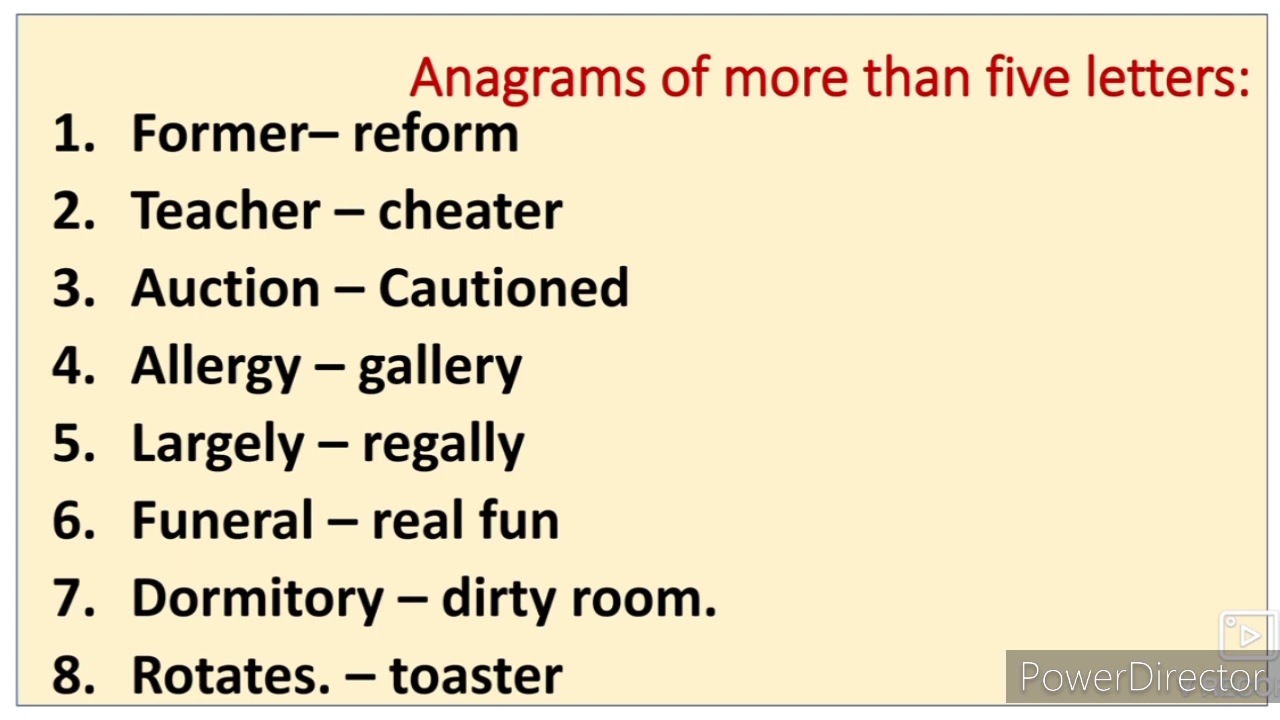 Anagrams of more than five letters:
1. Former– reform
2. Teacher – cheater
3. Auction – Cautioned
4. Allergy – gallery
5. Largely – regally
6. Funeral – real fun
7. Dormitory – dirty room.
8. Rotates. – toaster
PowerDirector